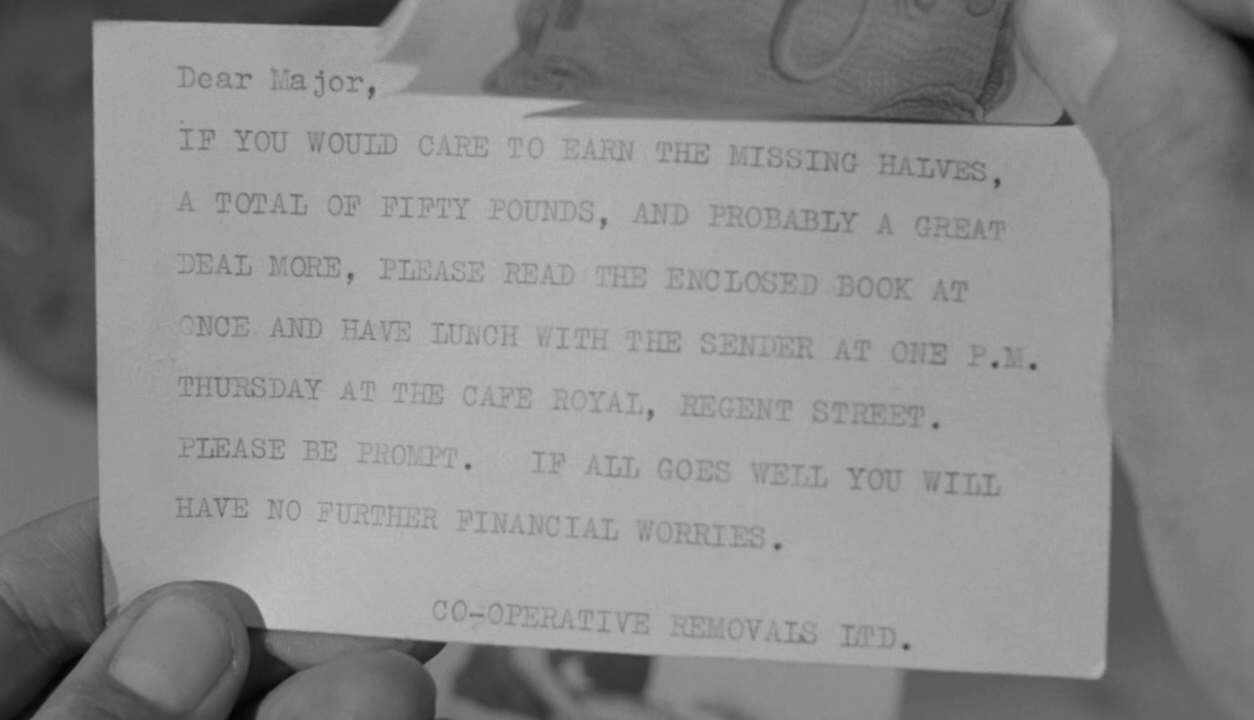 Dear Major,
IF YOU WOULD CARE TO EARN THE MISSING HALVES,
A TOTAL OF FIFTY POUNDS, AND PROBABLY A GREAT
DEAL MORE, PLEASE READ THE ENCLOSED BOOK AT
ONCE AND HAVE LUNCH WITH THE SENDER AT ONE P.M.
THURSDAY AT THE CAFE ROYAL, REGENT STREET.
PLEASE BE PROMPT. IF ALL GOES WELL YOU WILL
HAVE NO FURTHER FINANCIAL WORRIES.
CO-OPERATIVE REMOVALS LTD.